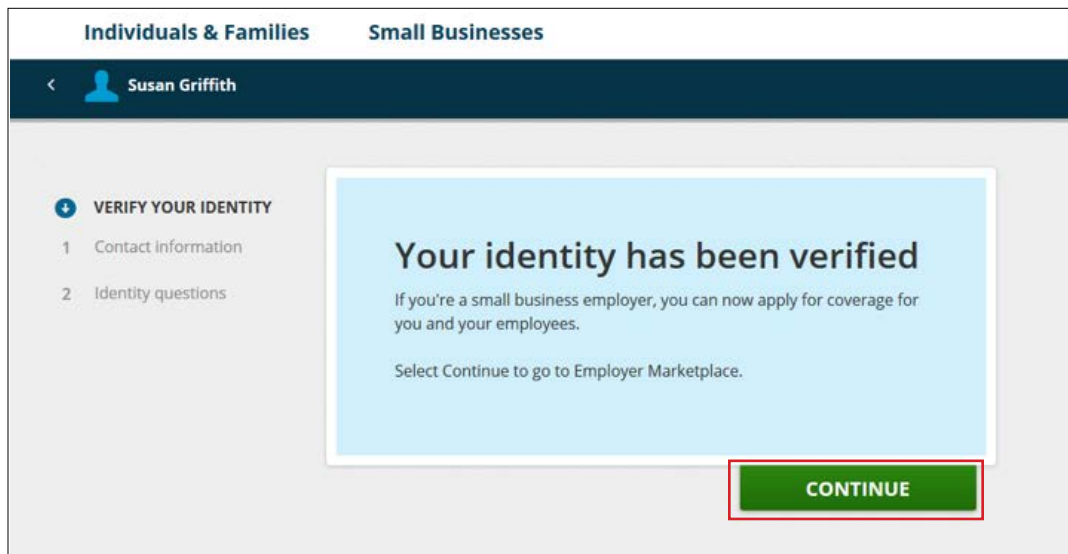 Individuals & Families Small Businesses
< Susan Griffith
VERIFY YOUR IDENTITY
1 Contact information
2 Identity questions
Your identity has been verified
If you're a small business employer, you can now apply for coverage for
you and your employees.
Select Continue to go to Employer Marketplace.
CONTINUE